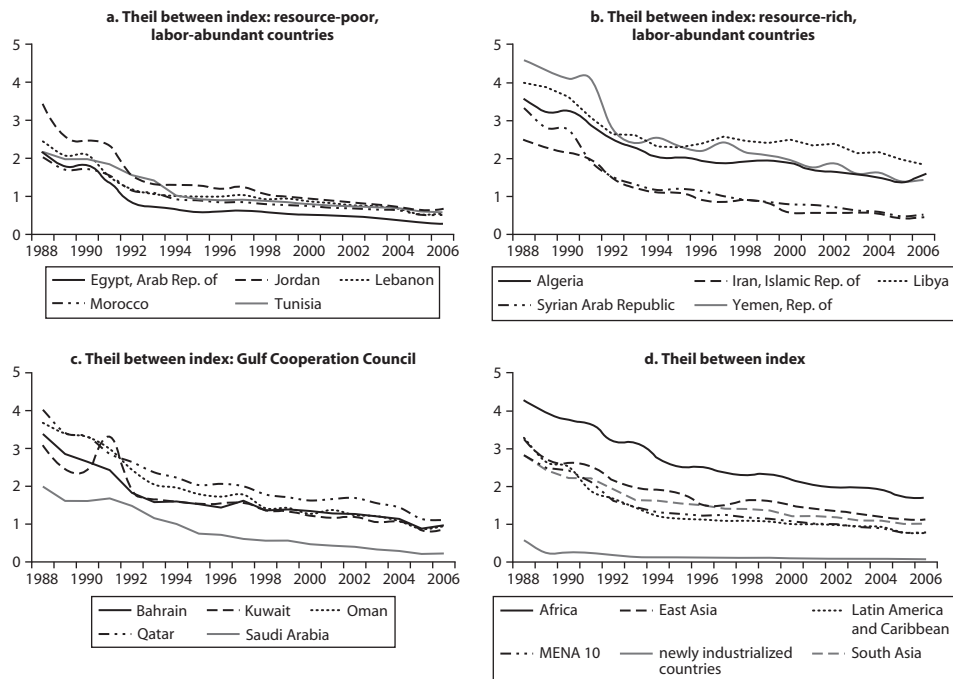 a. Theil between index: resource-poor,
labor-abundant countries
5
4
3
2
1
0
1988 1990 1992 1994 1996 1998 2000 2002 2004 2006
Egypt, Arab Rep. of Jordan Lebanon
Morocco Tunisia
b. Theil between index: resource-rich,
labor-abundant countries
5
4
3
2
1
0
1988 1990 1992 1994 1996 1998 2000 2002 2004 2006
Algeria Iran, Islamic Rep. of Libya
Syrian Arab Republic Yemen, Rep. of
c. Theil between index: Gulf Cooperation Council
5
4
3
2
1
0
1988 1990 1992 1994 1996 1998 2000 2002 2004 2006
Bahrain Kuwait Oman
Qatar Saudi Arabia
d. Theil between index
5
4
3
2
1
0
1988 1990 1992 1994 1996 1998 2000 2002 2004 2006
Africa East Asia Latin America
and Caribbean
MENA 10 newly industrialized South Asia
countries